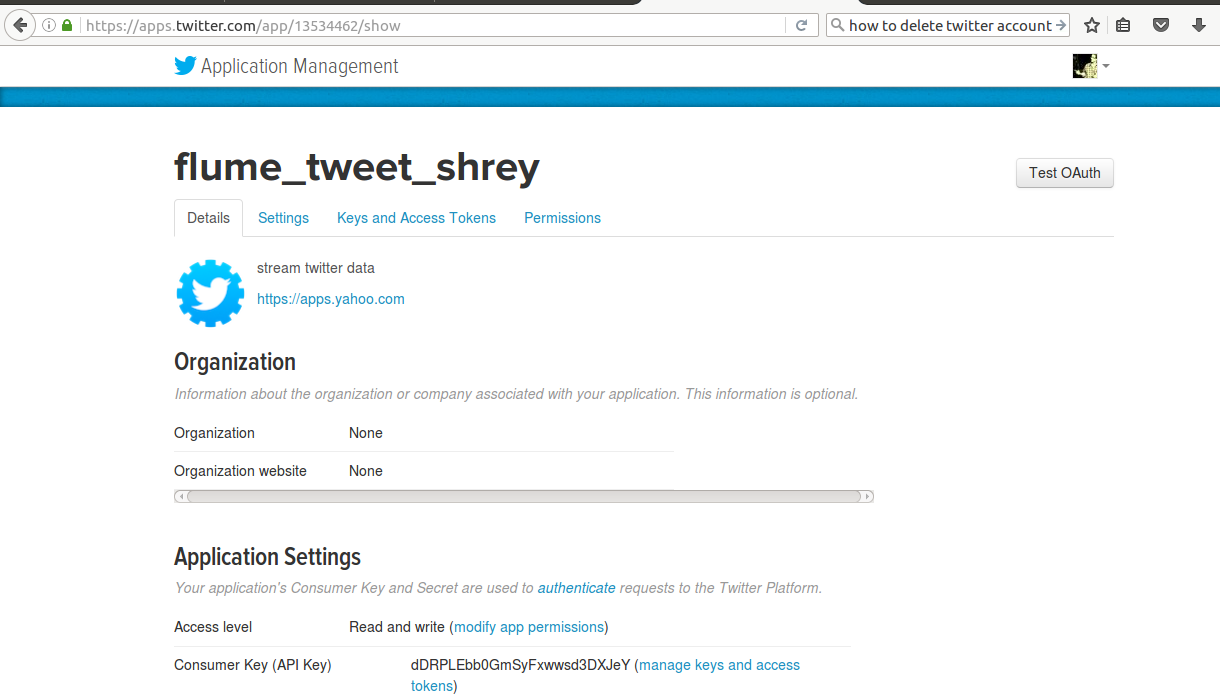 https://apps.twitter.com/app/13534462/show
how to delete twitter account
Application Management
flume_tweet_shrey
Test OAuth
Details Settings Keys and Access Tokens Permissions
stream twitter data
https://apps.yahoo.com
Organization
Information about the organization or company associated with your application. This information is optional.
Organization None
Organization website None
Application Settings
Your application's Consumer Key and Secret are used to authenticate requests to the Twitter Platform.
Access level Read and write (modify app permissions)
Consumer Key (API Key) dDRPLEbb0GmSyFxwwsd3DXJeY (manage keys and access
tokens)